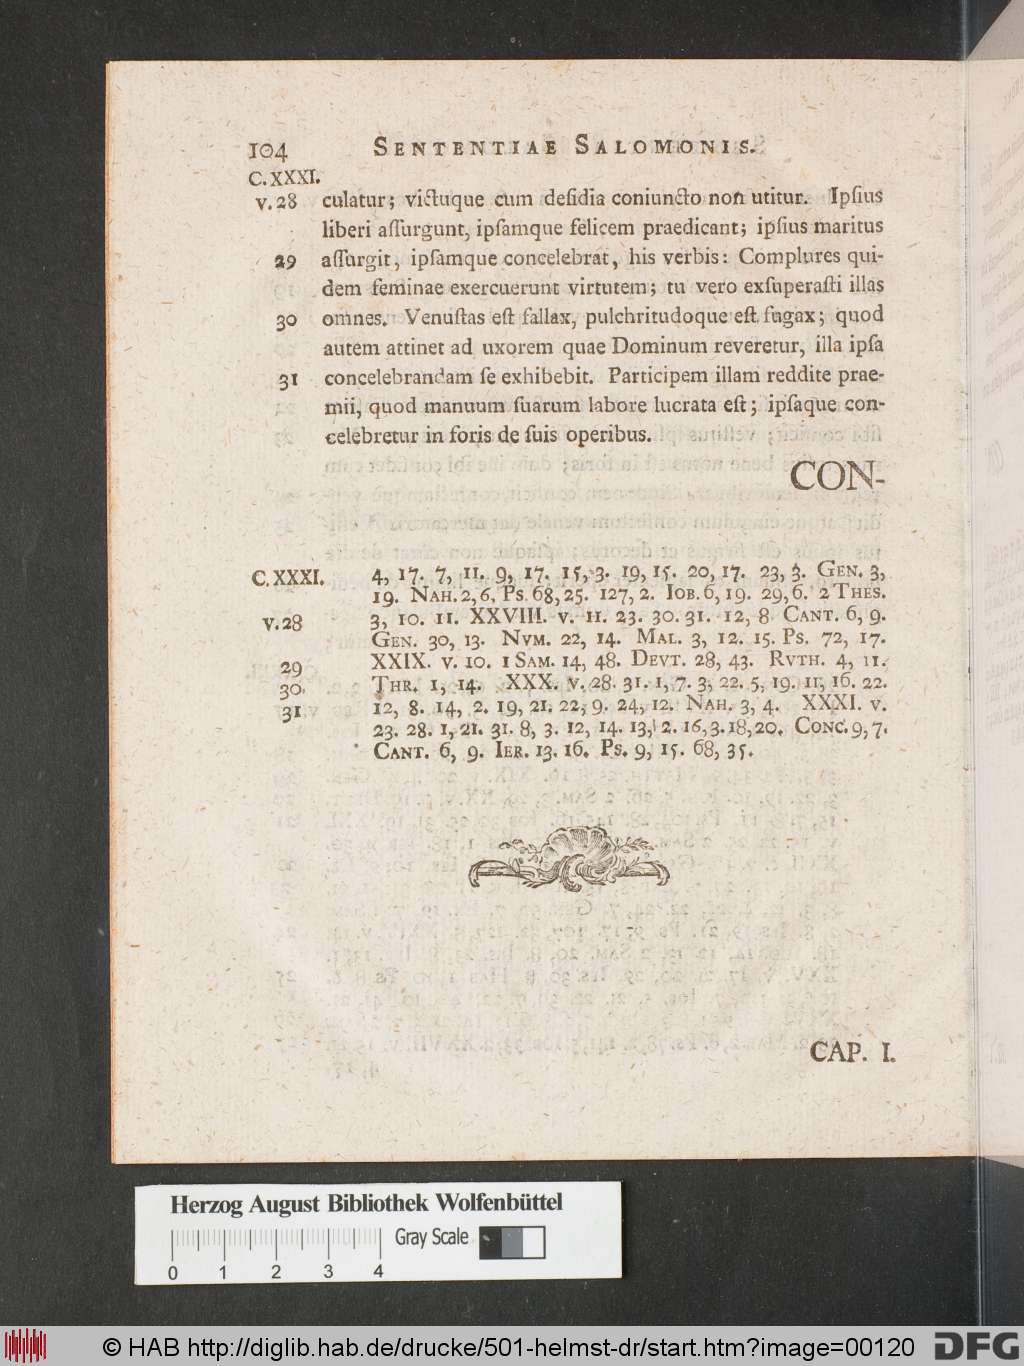 104 SENTENTIAE SALOMONIS.
C.XXXI.
v.28 culatur; victuque cum deſidia coniuncto non utitur. Ipſius
liberi aſſurgunt, ipſamque felicem praedicant; ipſius maritus
29 aſſurgit, ipſamque concelebrat, his verbis: Complures qui-
dem feminae exercuerunt virtutem; tu vero exſuperaſti illas
30 omnes. Venuſtas eſt fallax, pulchritudoque eſt fugax; quod
autem attinet ad uxorem quae Dominum reveretur, illa ipſa
31 concelebrandam ſe exhibebit. Participem illam reddite prae-
mii, quod manuum ſuarum labore lucrata eſt; ipſaque con-
celebretur in foris de ſuis operibus.
CON-
C.XXXI. 4, 17. 7, 11. 9, 17. 15, 3. 19, 15. 20, 17. 23, 3. GEN. 3,
19. NAH. 2, 6. PS. 68, 25. 127, 2. IOB. 6, 19. 29, 6. 2 THES.
v.28 3, 10. 11. XXVIII. v. 11. 23. 30. 31. 12, 8 CANT. 6, 9.
GEN. 30, 13. NVM. 22, 14. MAL. 3, 12. 15. PS. 72, 17.
29 XXIX. v. 10. 1 SAM. 14, 48. DEVT. 28, 43. RVTH. 4, 11.
30. THR. 1, 14. XXX. v. 28. 31. 1, 7. 3, 22. 5, 19. 11, 16. 22.
31. 12, 8. 14, 2. 19, 21. 22, 9. 24, 12. NAH. 3, 4. XXXI. v.
23. 28. 1, 21. 31. 8, 3. 12, 14. 13, 2. 16, 3. 18, 20. CONC. 9, 7.
CANT. 6, 9. IER. 13. 16. PS. 9, 15. 68, 35.
CAP. I.
Herzog August Bibliothek Wolfenbüttel
Gray Scale
0 1 2 3 4
© HAB http://diglib.hab.de/drucke/501-helmst-dr/start.htm?image=00120 DFG